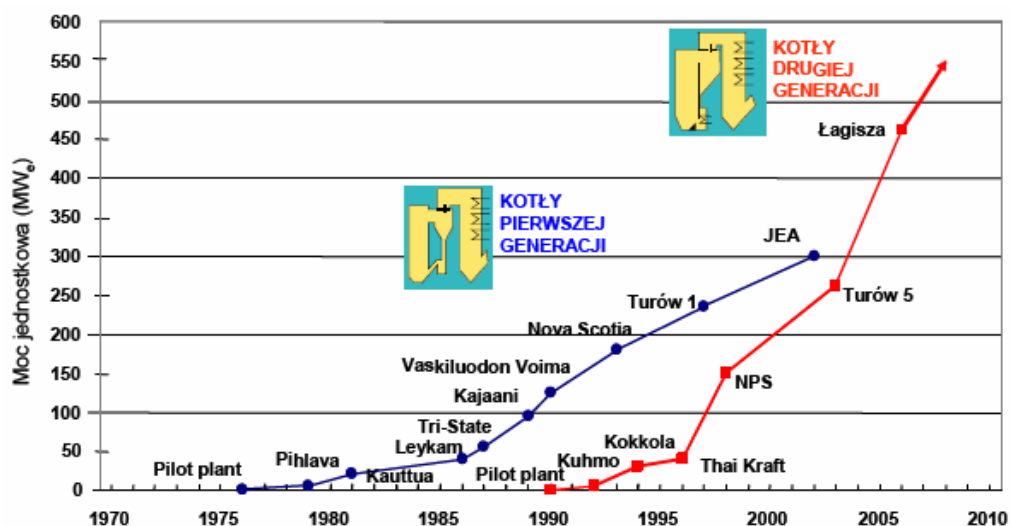 600
550
500
450
400
350
300
250
200
150
100
50
0
Moc jednostkowa (MWe)
KOTŁY
DRUGIEJ
GENERACJI
Łagisza
KOTŁY
PIERWSZEJ
GENERACJI
JEA
Turów 1
Turów 5
Nova Scotia
Vaskiluodon Voima
NPS
Kajaani
Tri-State
Leykam
Kokkola
Thai Kraft
Kuhmo
Pilot plant
Pihlava
Kauttua
Pilot plant
1970 1975 1980 1985 1990 1995 2000 2005 2010